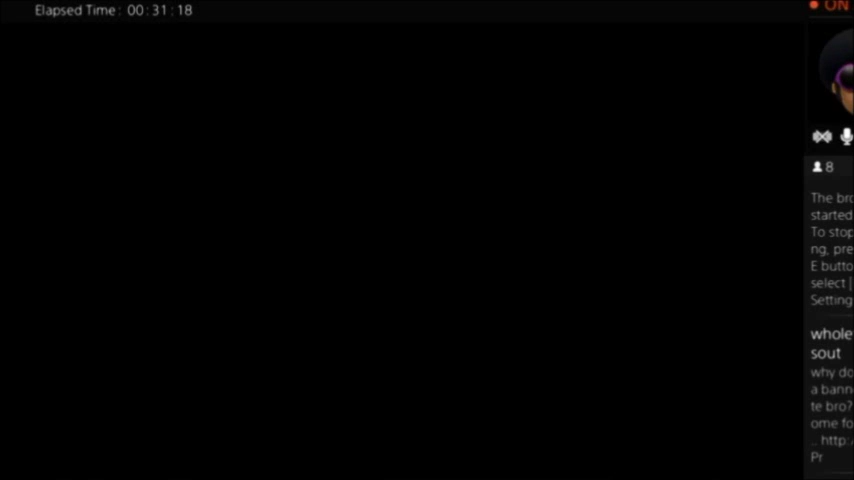 Elapsed Time : 00 : 31 : 18
ON
8
The bro
started
To stop
ng, pre
E butto
select |
Setting
whole
sout
why do
a bann
te bro?
ome fo
.. http:/
Pr